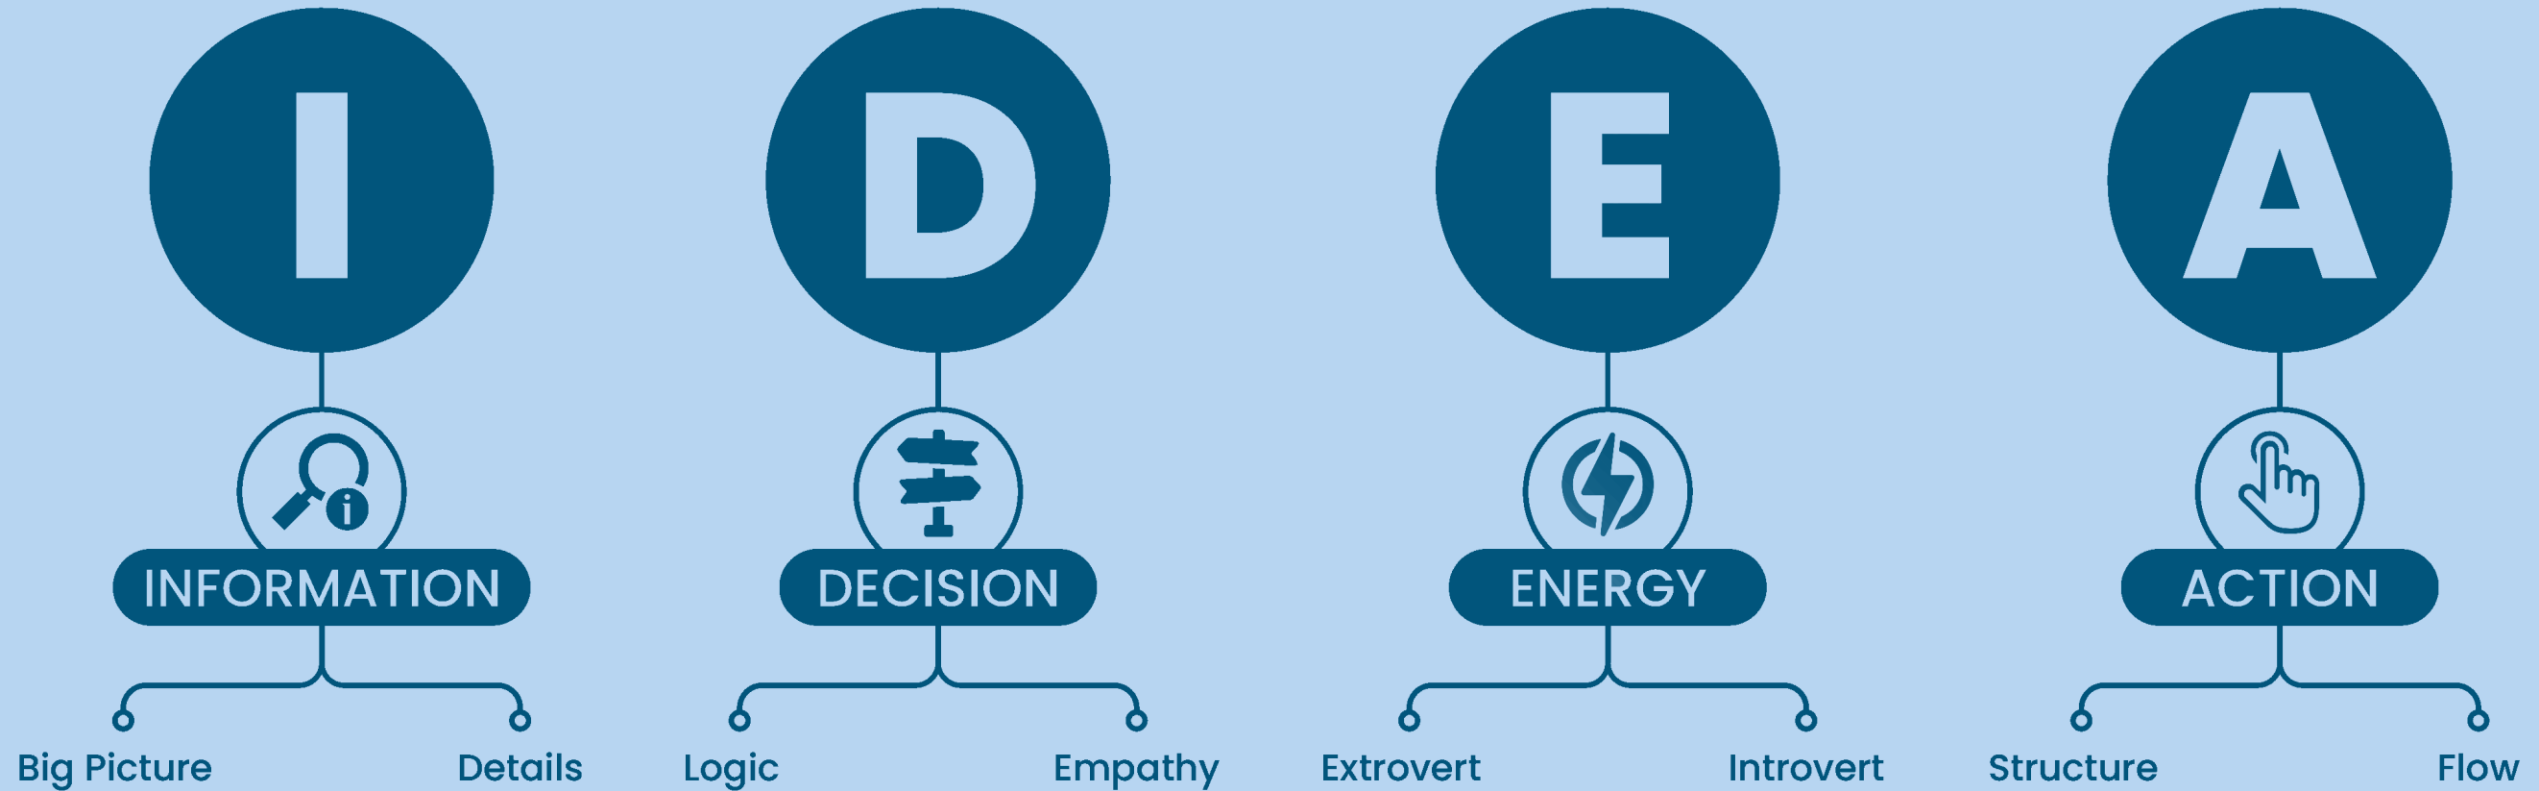 I
D
E
A
i
INFORMATION
DECISION
ENERGY
ACTION
Big Picture
Details
Logic
Empathy
Extrovert
Introvert
Structure
Flow